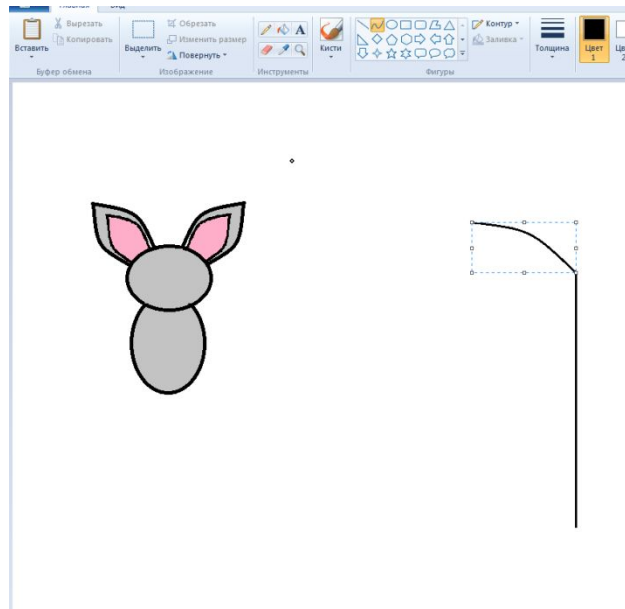 Вырезать
Копировать
Вставить
Буфер обмена
Обрезать
Изменить размер
Повернуть
Выделить
Изображение
A
Инструменты
Кисти
Контур
Заливка
Фигуры
Толщина
Цвет
1